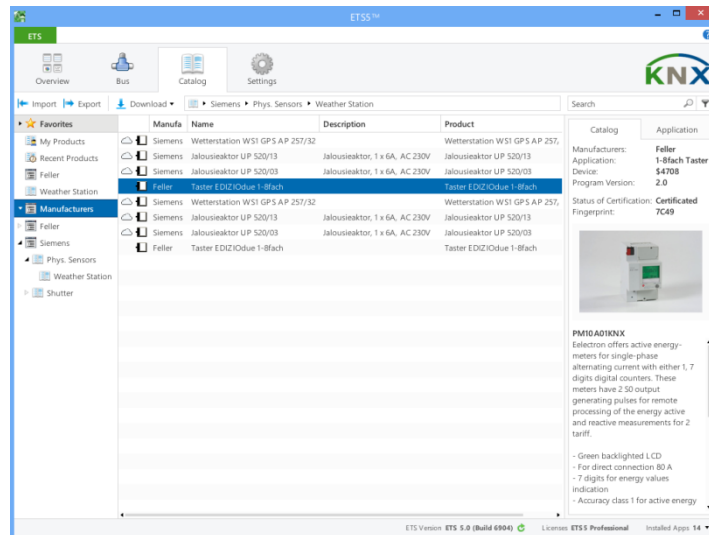 ETS5™
ETS
Overview
Bus
Catalog
Settings
KNX
Import Export Download Siemens Phys. Sensors Weather Station
Search
Favorites
My Products
Recent Products
Feller
Weather Station
Manufacturers
Feller
Siemens
Phys. Sensors
Weather Station
Shutter
Manufa Name Description Product
Siemens Wetterstation WS1 GPS AP 257/32 Wetterstation WS1 GPS AP 257,
Siemens Jalousieaktor UP 520/13 Jalousieaktor, 1 x 6A, AC 230V Jalousieaktor UP 520/13
Siemens Jalousieaktor UP 520/03 Jalousieaktor, 1 x 6A, AC 230V Jalousieaktor UP 520/03
Feller Taster EDIZIOdue 1-8fach Taster EDIZIOdue 1-8fach
Siemens Wetterstation WS1 GPS AP 257/32 Wetterstation WS1 GPS AP 257,
Siemens Jalousieaktor UP 520/13 Jalousieaktor, 1 x 6A, AC 230V Jalousieaktor UP 520/13
Siemens Jalousieaktor UP 520/03 Jalousieaktor, 1 x 6A, AC 230V Jalousieaktor UP 520/03
Feller Taster EDIZIOdue 1-8fach Taster EDIZIOdue 1-8fach
Catalog Application
Manufacturers: Feller
Application: 1-8fach Taster
Device: $4708
Program Version: 2.0
Status of Certification: Certificated
Fingerprint: 7C49
PM10A01KNX
Eelectron offers active energy-
meters for single-phase
alternating current with either 1, 7
digits digital counters. These
meters have 2 S0 output
generating pulses for remote
processing of the energy active
and reactive measurements for 2
tariff.
- Green backlighted LCD
- For direct connection 80 A
- 7 digits for energy values
indication
- Accuracy class 1 for active energy
ETS Version ETS 5.0 (Build 6904) Licenses ETS5 Professional Installed Apps 14